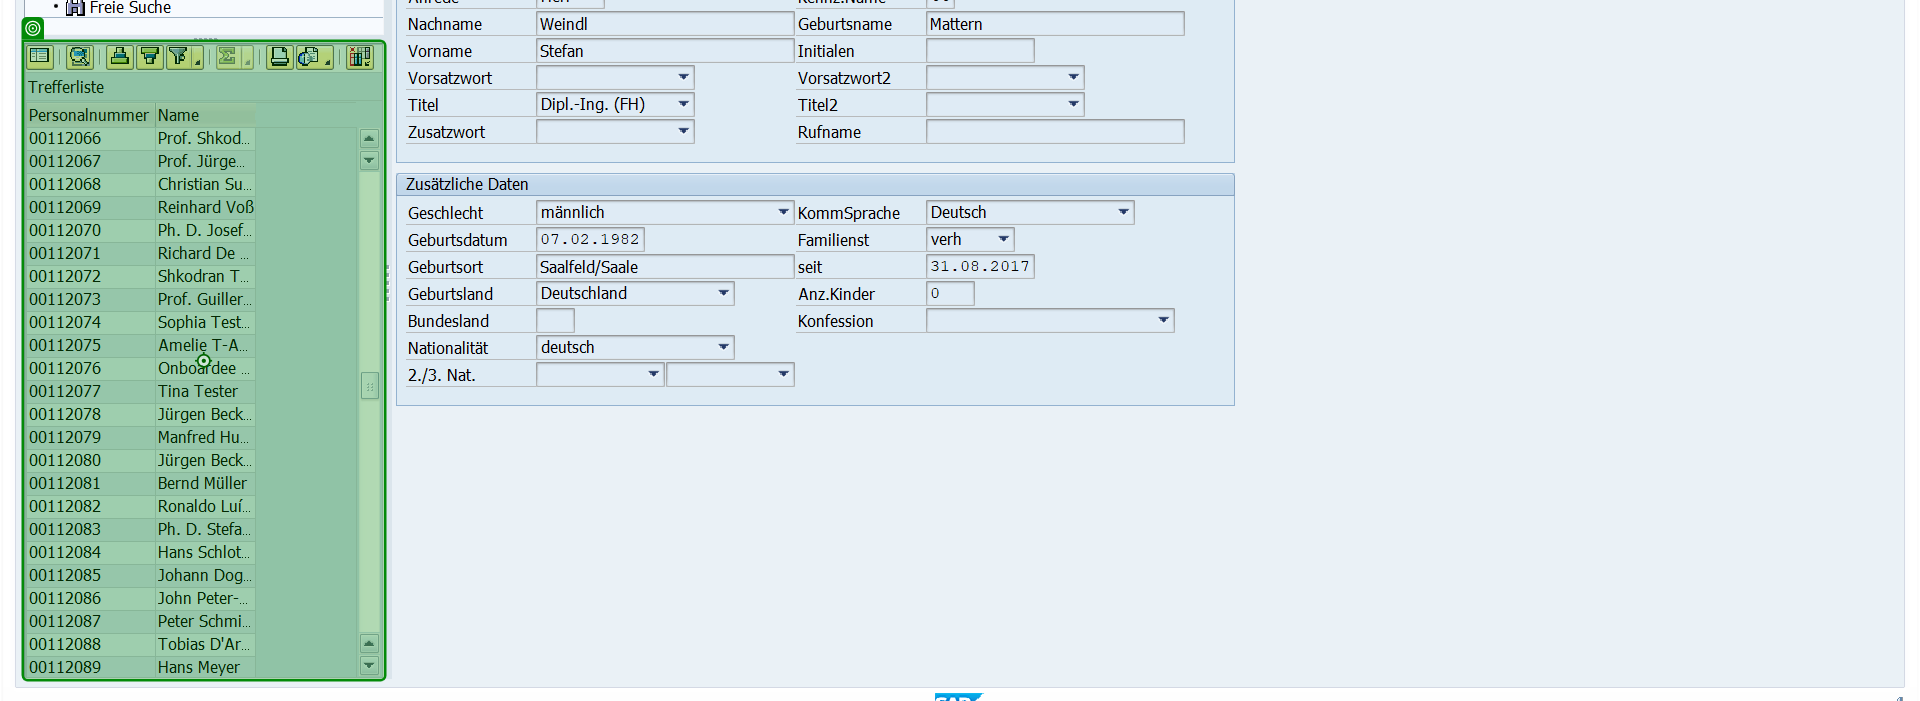 Freie Suche
Trefferliste
Personalnummer Name
00112066 Prof. Shkod...
00112067 Prof. Jürge...
00112068 Christian Su...
00112069 Reinhard Voß
00112070 Ph. D. Josef...
00112071 Richard De ...
00112072 Shkodran T...
00112073 Prof. Guiller...
00112074 Sophia Test...
00112075 Amelie T-A...
00112076 Onboardee ...
00112077 Tina Tester
00112078 Jürgen Beck...
00112079 Manfred Hu...
00112080 Jürgen Beck...
00112081 Bernd Müller
00112082 Ronaldo Luí...
00112083 Ph. D. Stefa...
00112084 Hans Schlot...
00112085 Johann Dog...
00112086 John Peter-...
00112087 Peter Schmi...
00112088 Tobias D'Ar...
00112089 Hans Meyer
Anrede Herr Kennz.Name
Nachname Weindl Geburtsname Mattern
Vorname Stefan Initialen
Vorsatzwort Vorsatzwort2
Titel Dipl.-Ing. (FH) Titel2
Zusatzwort Rufname
Zusätzliche Daten
Geschlecht männlich KommSprache Deutsch
Geburtsdatum 07.02.1982 Familienst verh
Geburtsort Saalfeld/Saale seit 31.08.2017
Geburtsland Deutschland Anz.Kinder 0
Bundesland Konfession
Nationalität deutsch
2./3. Nat.
SAP